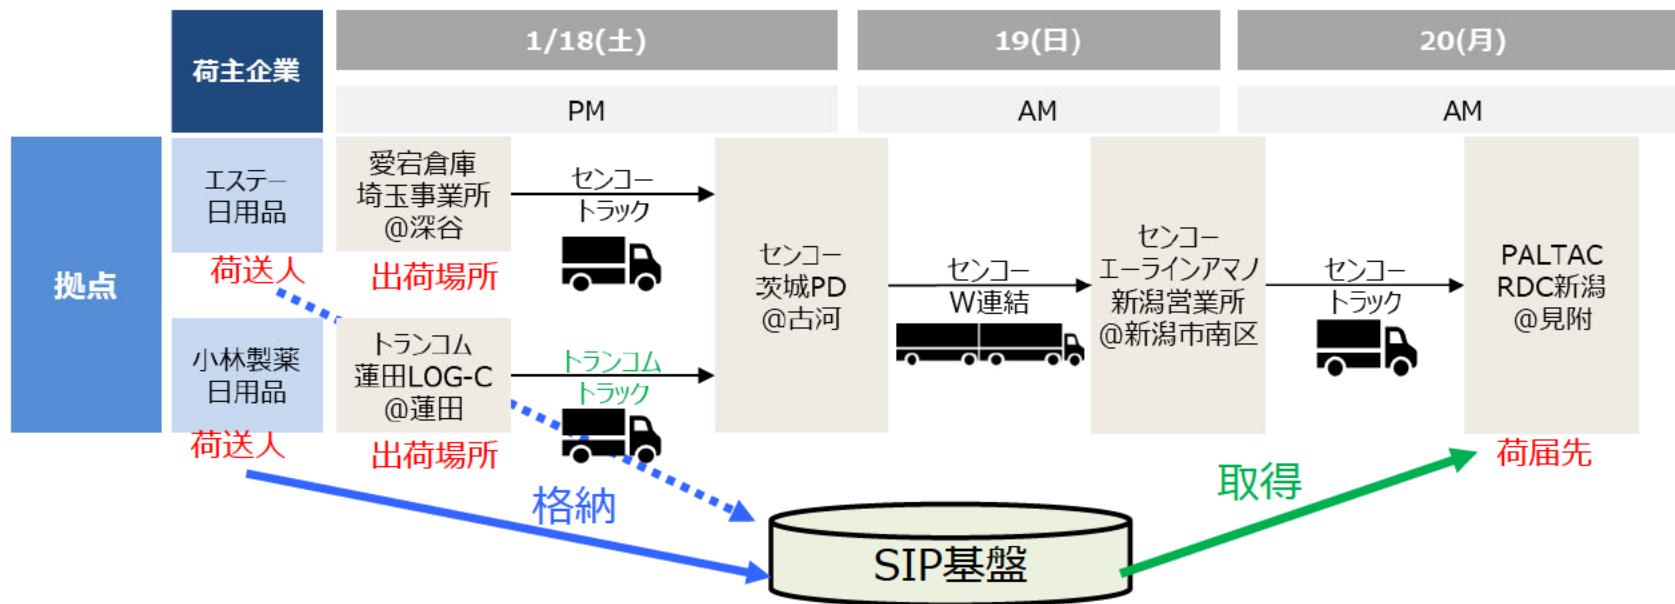 荷主企業
1/18(土)
19(日)
20(月)
PM
AM
AM
拠点
エステー
日用品
荷送人
愛宕倉庫
埼玉事業所
@深谷
出荷場所
センコー
トラック
小林製薬
日用品
荷送人
トランコム
蓮田LOG-C
@蓮田
出荷場所
トランコム
トラック
センコー
茨城PD
@古河
センコー
W連結
センコー
エーラインアマノ
新潟営業所
@新潟市南区
センコー
トラック
PALTAC
RDC新潟
@見附
荷届先
格納
SIP基盤
取得